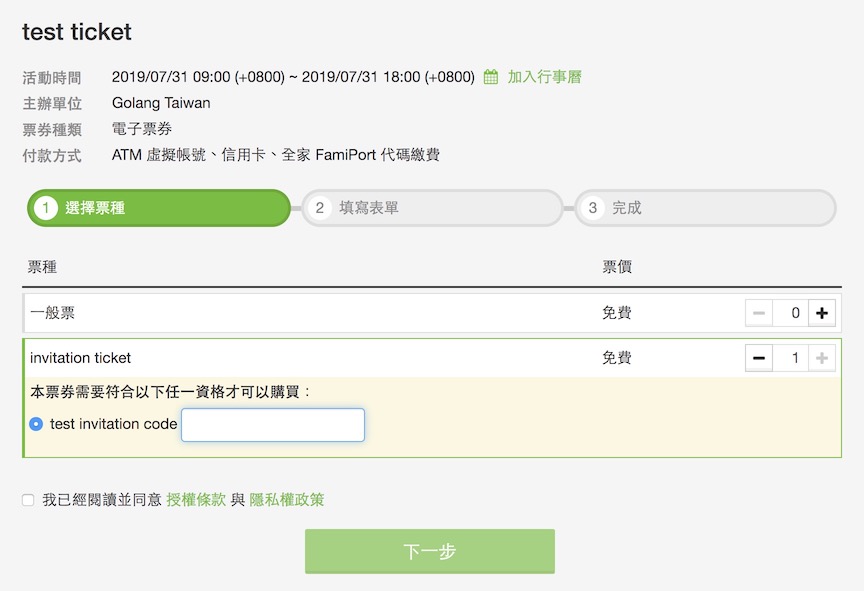 test ticket
活動時間 2019/07/31 09:00 (+0800) ~ 2019/07/31 18:00 (+0800) 加入行事曆
主辦單位 Golang Taiwan
票券種類 電子票券
付款方式 ATM 虛擬帳號、信用卡、全家 FamiPort 代碼繳費
1 選擇票種 2 填寫表單 3 完成
票種 票價
一般票 免費 0
invitation ticket 免費 1
本票券需要符合以下任一資格才可以購買：
test invitation code
我已經閱讀並同意 授權條款 與 隱私權政策
下一步